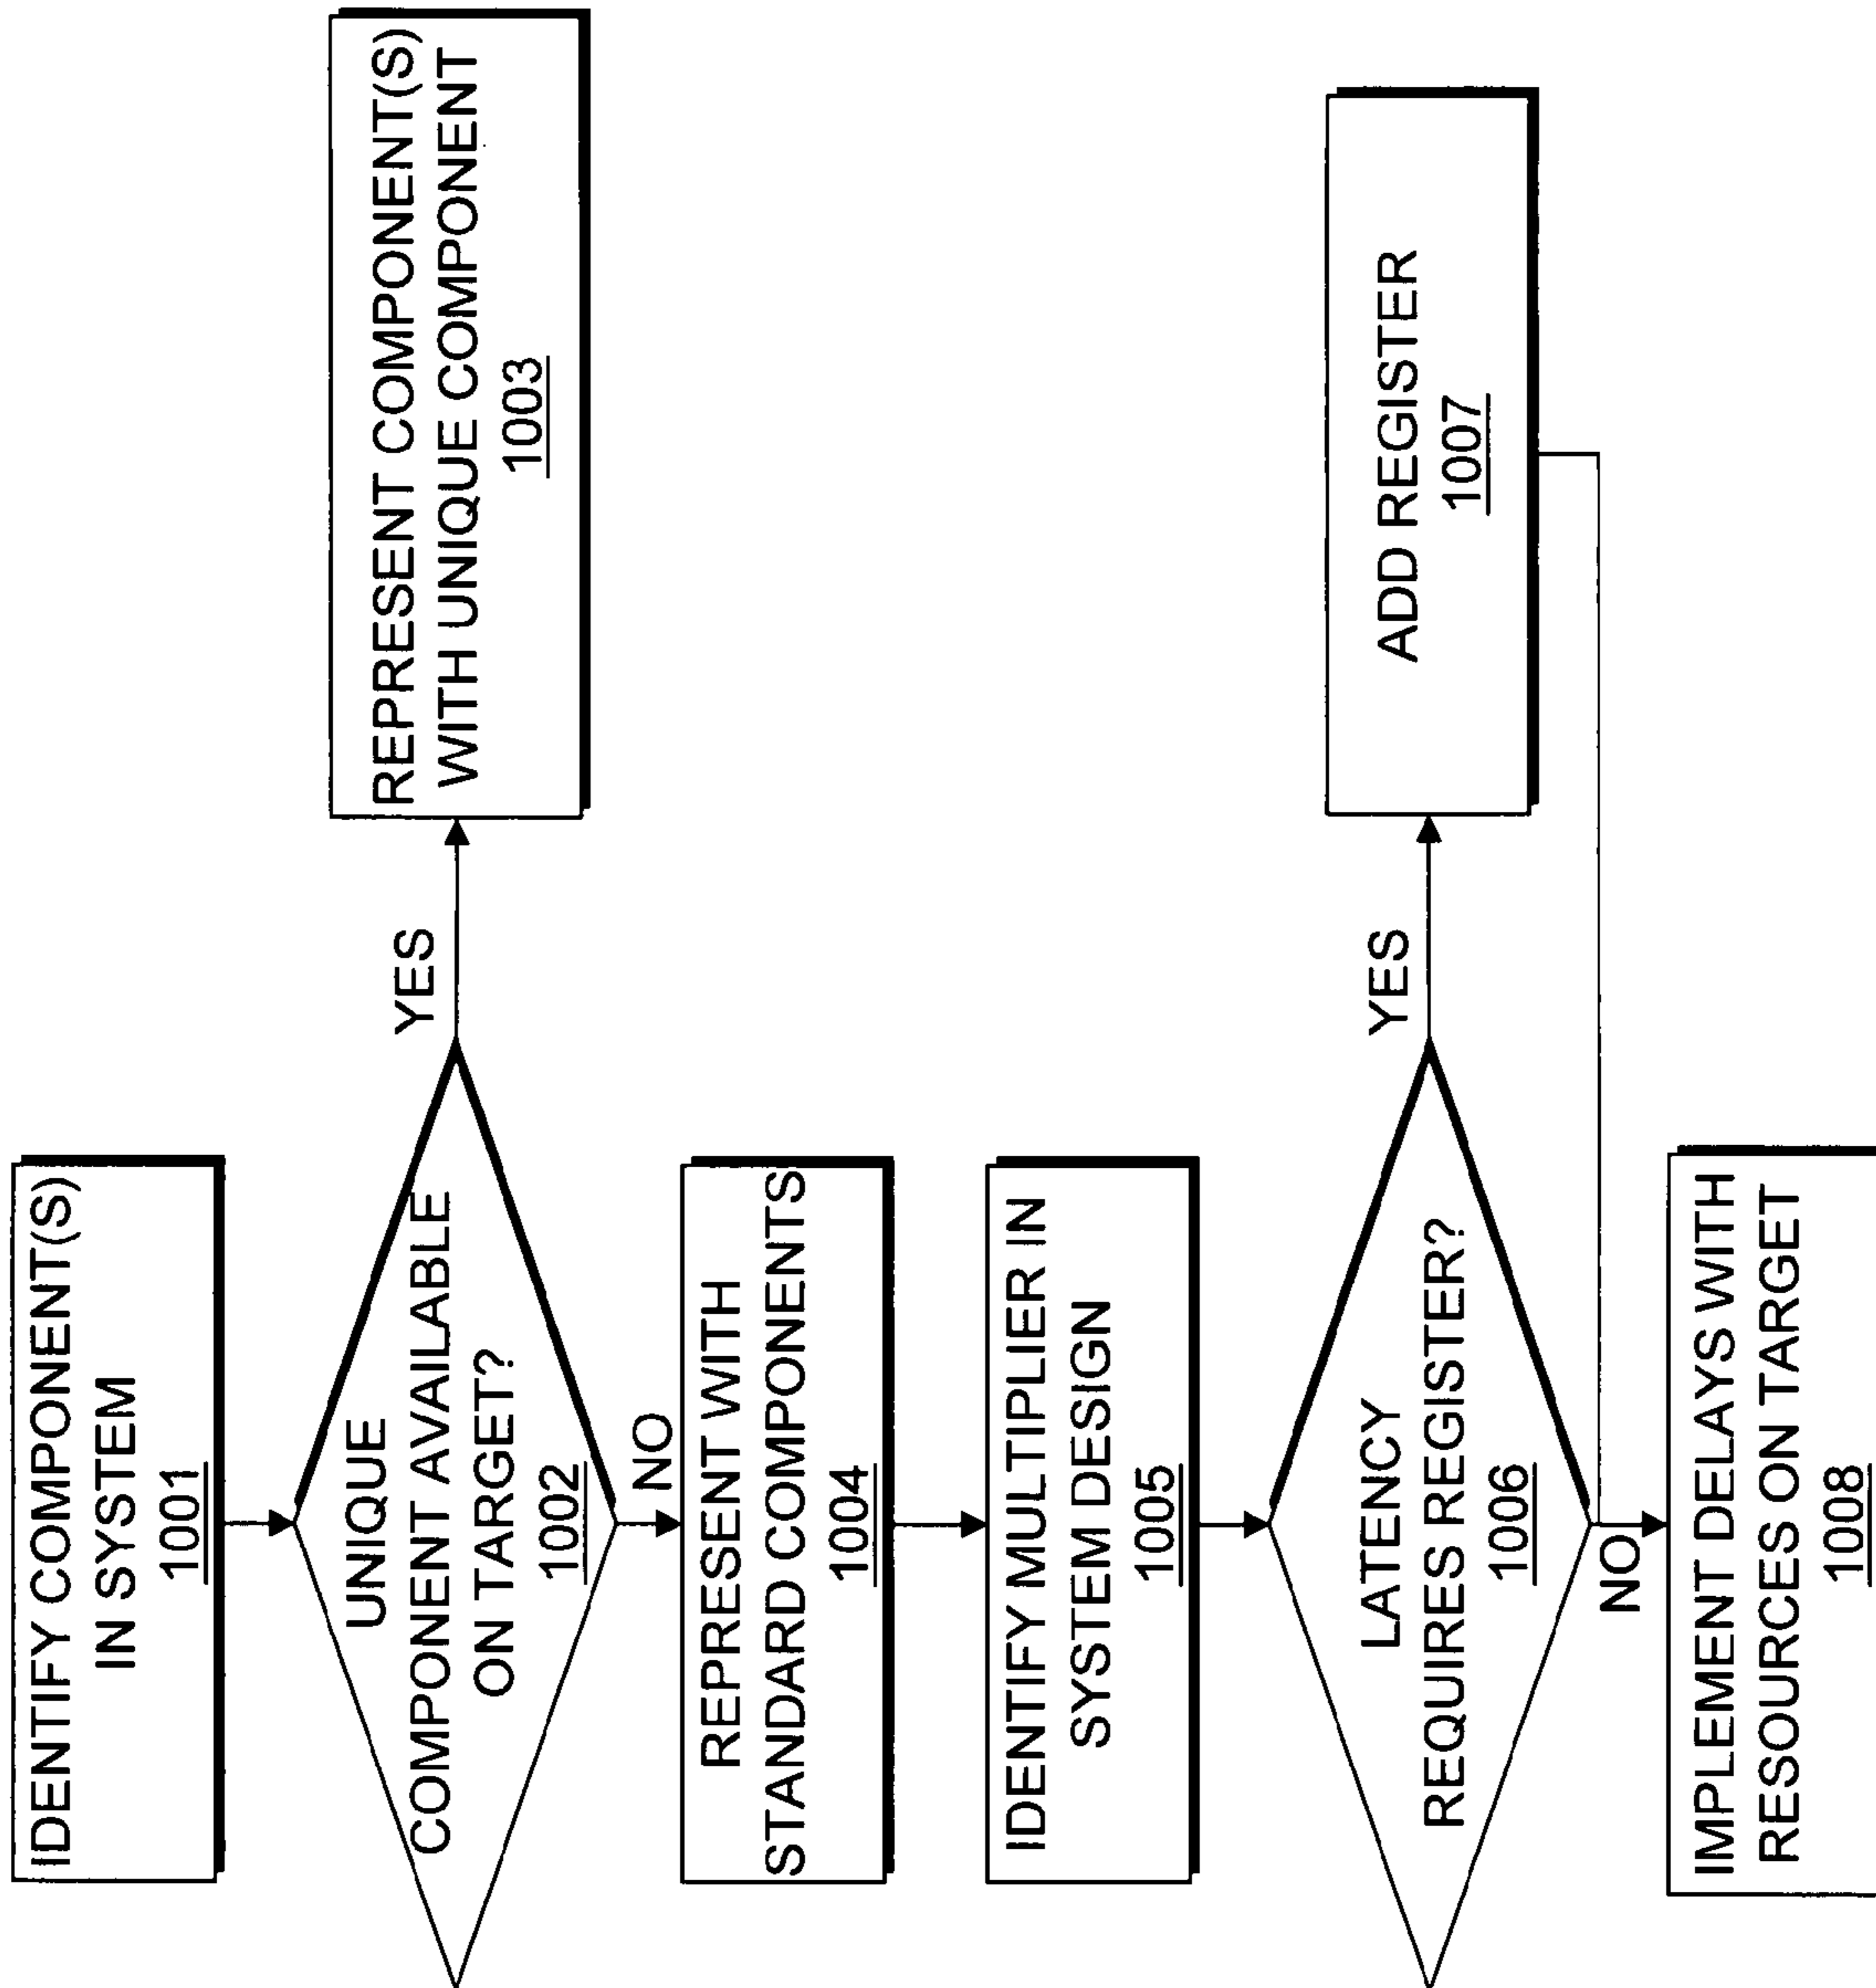 IDENTIFY COMPONENT(S)
IN SYSTEM
1001
UNIQUE
COMPONENT AVAILABLE
ON TARGET?
1002
YES
REPRESENT COMPONENT(S)
WITH UNIQUE COMPONENT
1003
NO
REPRESENT WITH
STANDARD COMPONENTS
1004
IDENTIFY MULTIPLIER IN
SYSTEM DESIGN
1005
LATENCY
REQUIRES REGISTER?
1006
YES
ADD REGISTER
1007
NO
IMPLEMENT DELAYS WITH
RESOURCES ON TARGET
1008